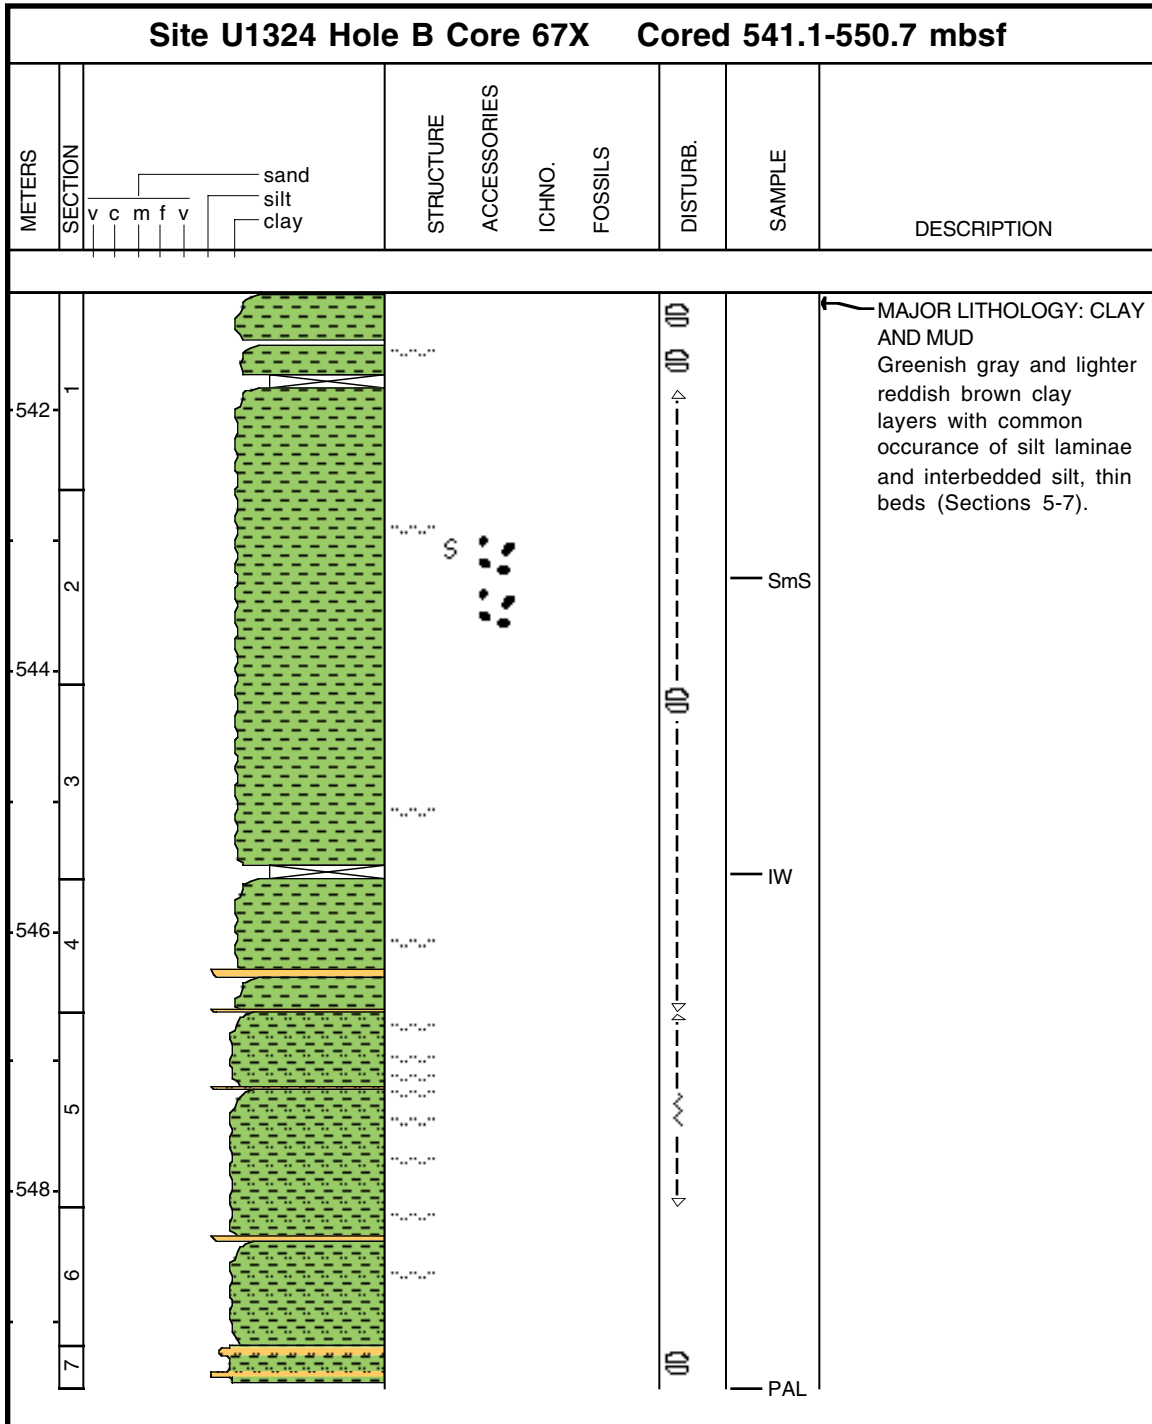 Site U1324 Hole B Core 67X Cored 541.1-550.7 mbsf
METERS
SECTION
v c m f v
sand
silt
clay
STRUCTURE
ACCESSORIES
ICHNO.
FOSSILS
DISTURB.
SAMPLE
DESCRIPTION
MAJOR LITHOLOGY: CLAY
AND MUD
Greenish gray and lighter
reddish brown clay
layers with common
occurance of silt laminae
and interbedded silt, thin
beds (Sections 5-7).
1
542
S
2
SmS
544
3
IW
546
4
5
548
6
7
PAL